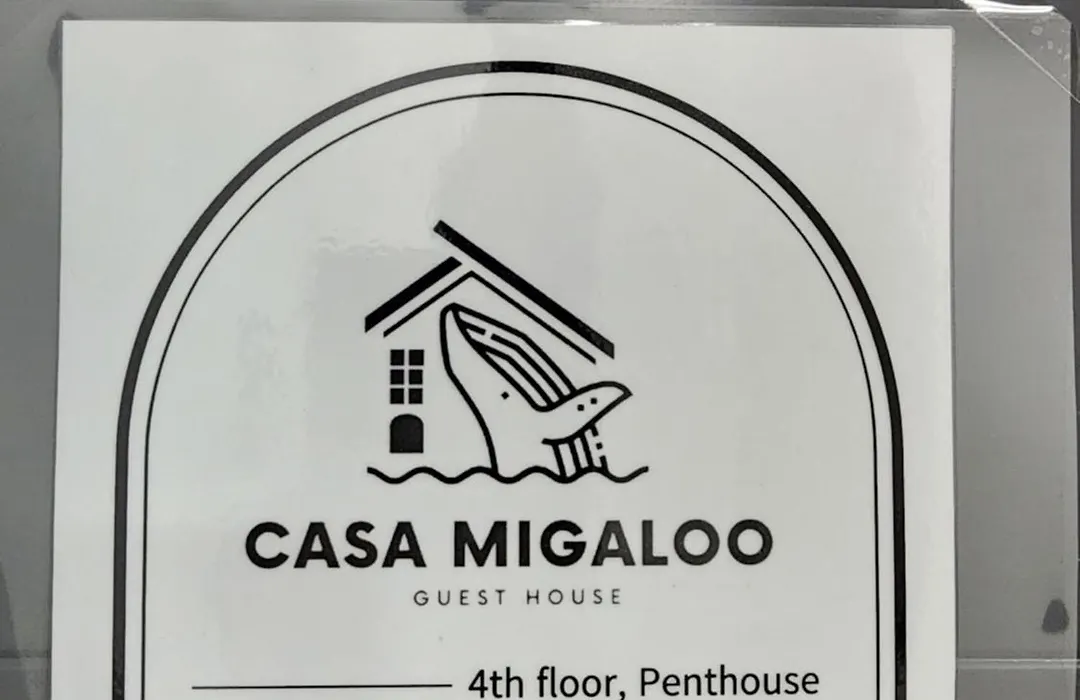 CASA MIGALOO
GUEST HOUSE
4th floor, Penthouse